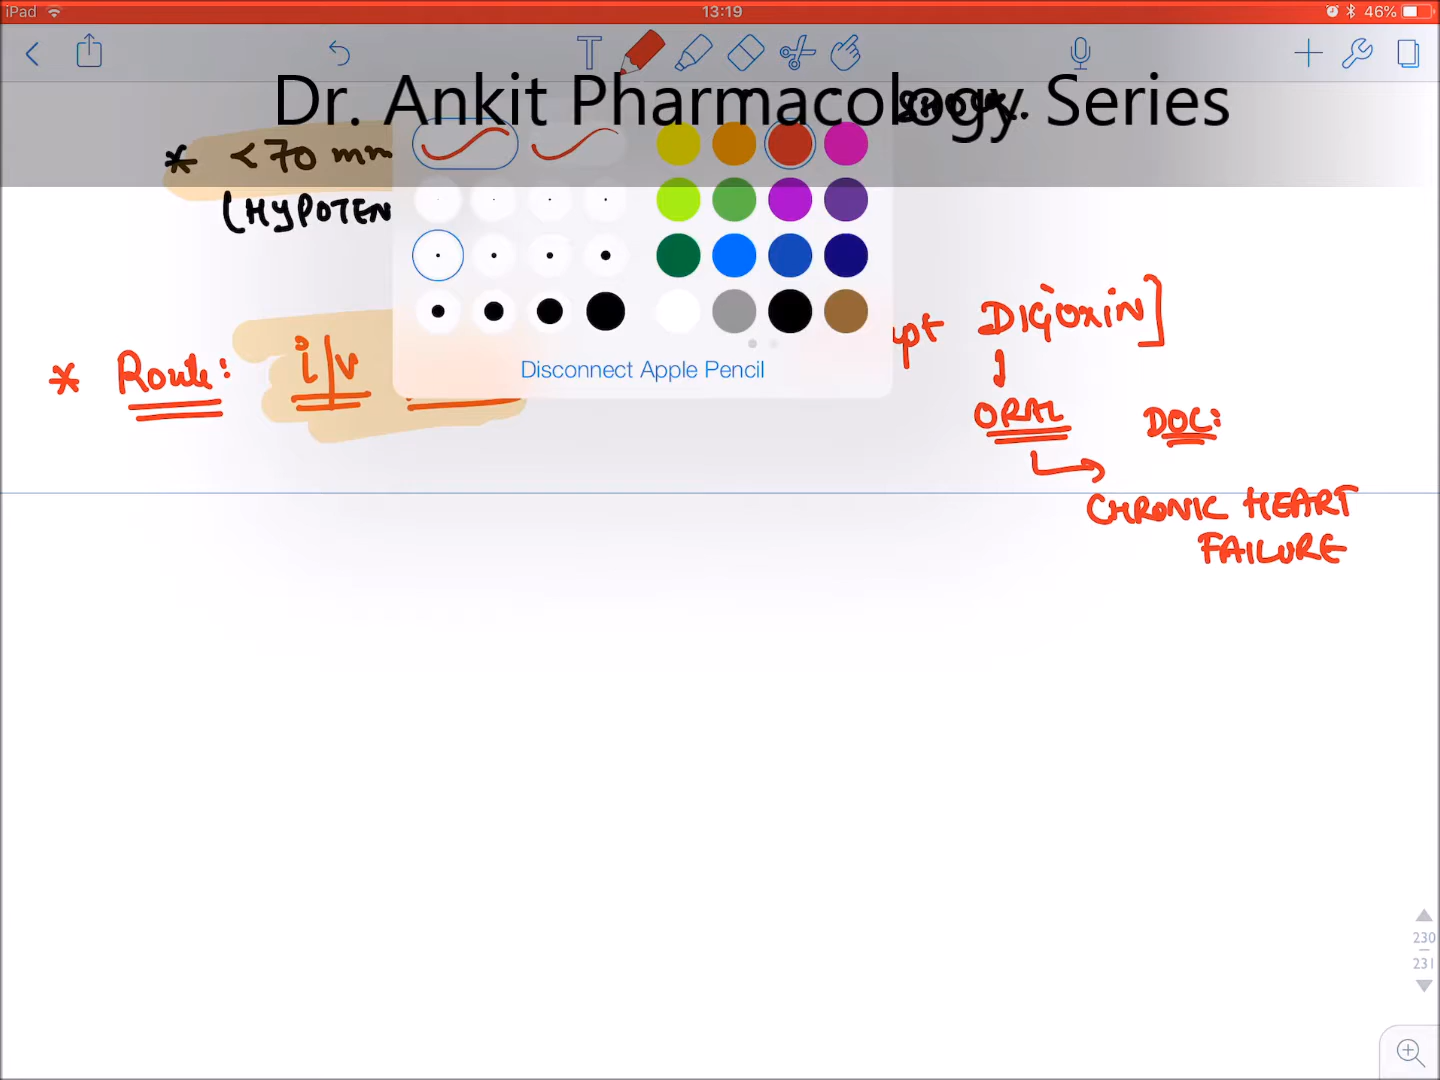 iPad 13:19 46%
T
Dr. Ankit Pharmacology Series
SHOCK.
* <70 mm
(HYPOTEN
Disconnect Apple Pencil
* Route: i/v
DIGOXIN]
ORAL DOC:
CHRONIC HEART
FAILURE
230
231